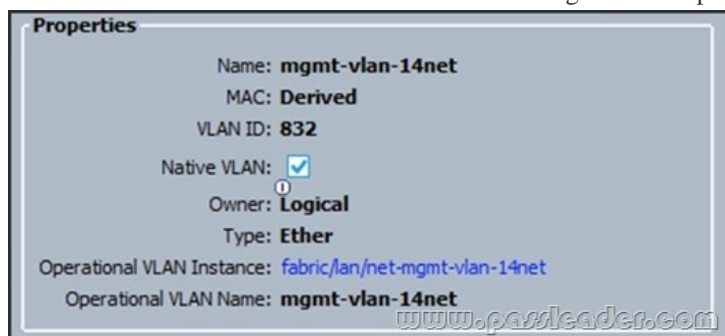 Properties
Name: mgmt-vlan-14net
MAC: Derived
VLAN ID: 832
Native VLAN:
Owner: Logical
Type: Ether
Operational VLAN Instance: fabric/lan/net-mgmt-vlan-14net
Operational VLAN Name: mgmt-vlan-14net
www.passleader.com